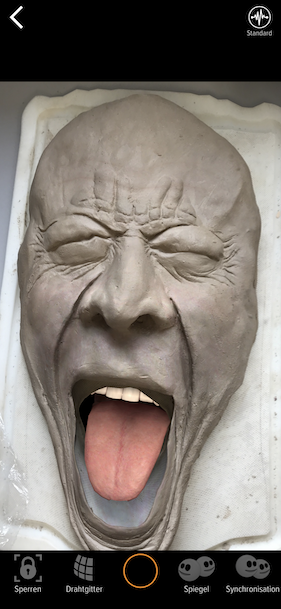 Standard
Sperren
Drahtgitter
Spiegel
Synchronisation